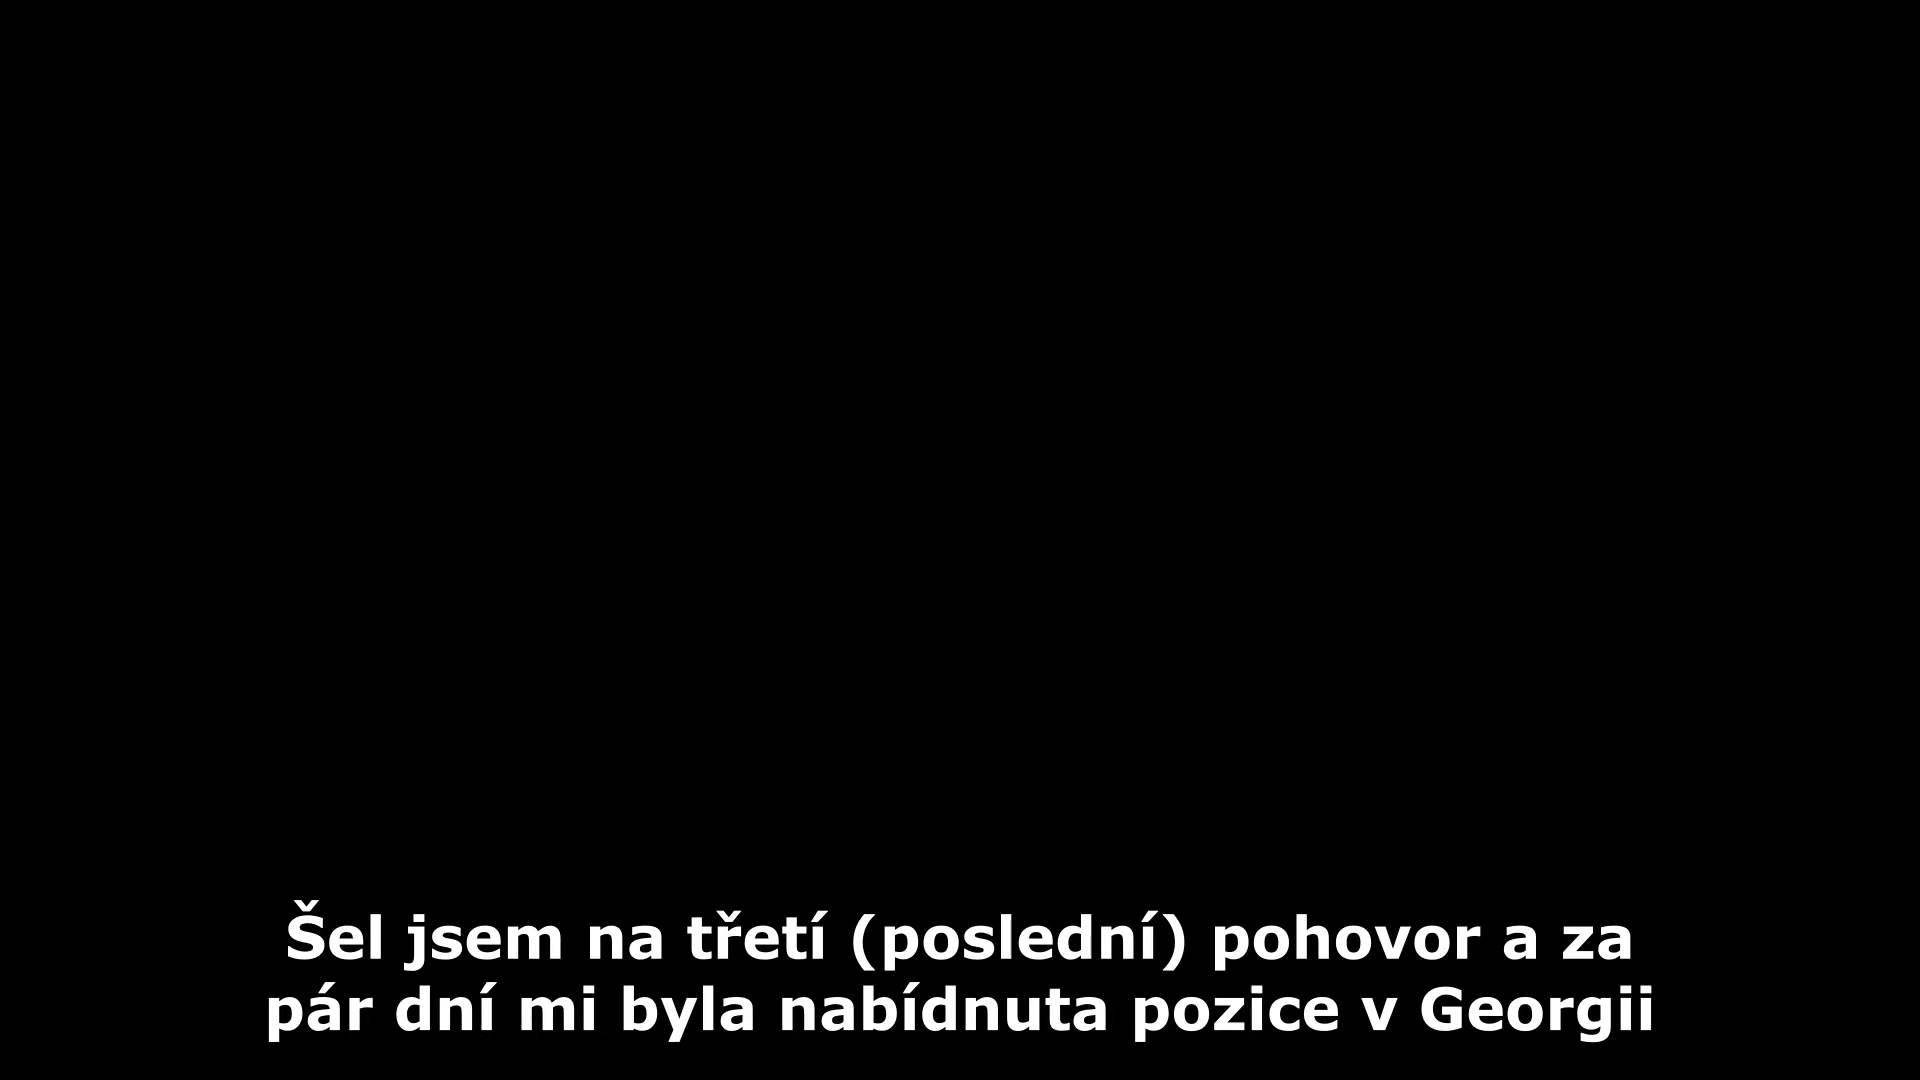 Šel jsem na třetí (poslední) pohovor a za
pár dní mi byla nabídnuta pozice v Georgii